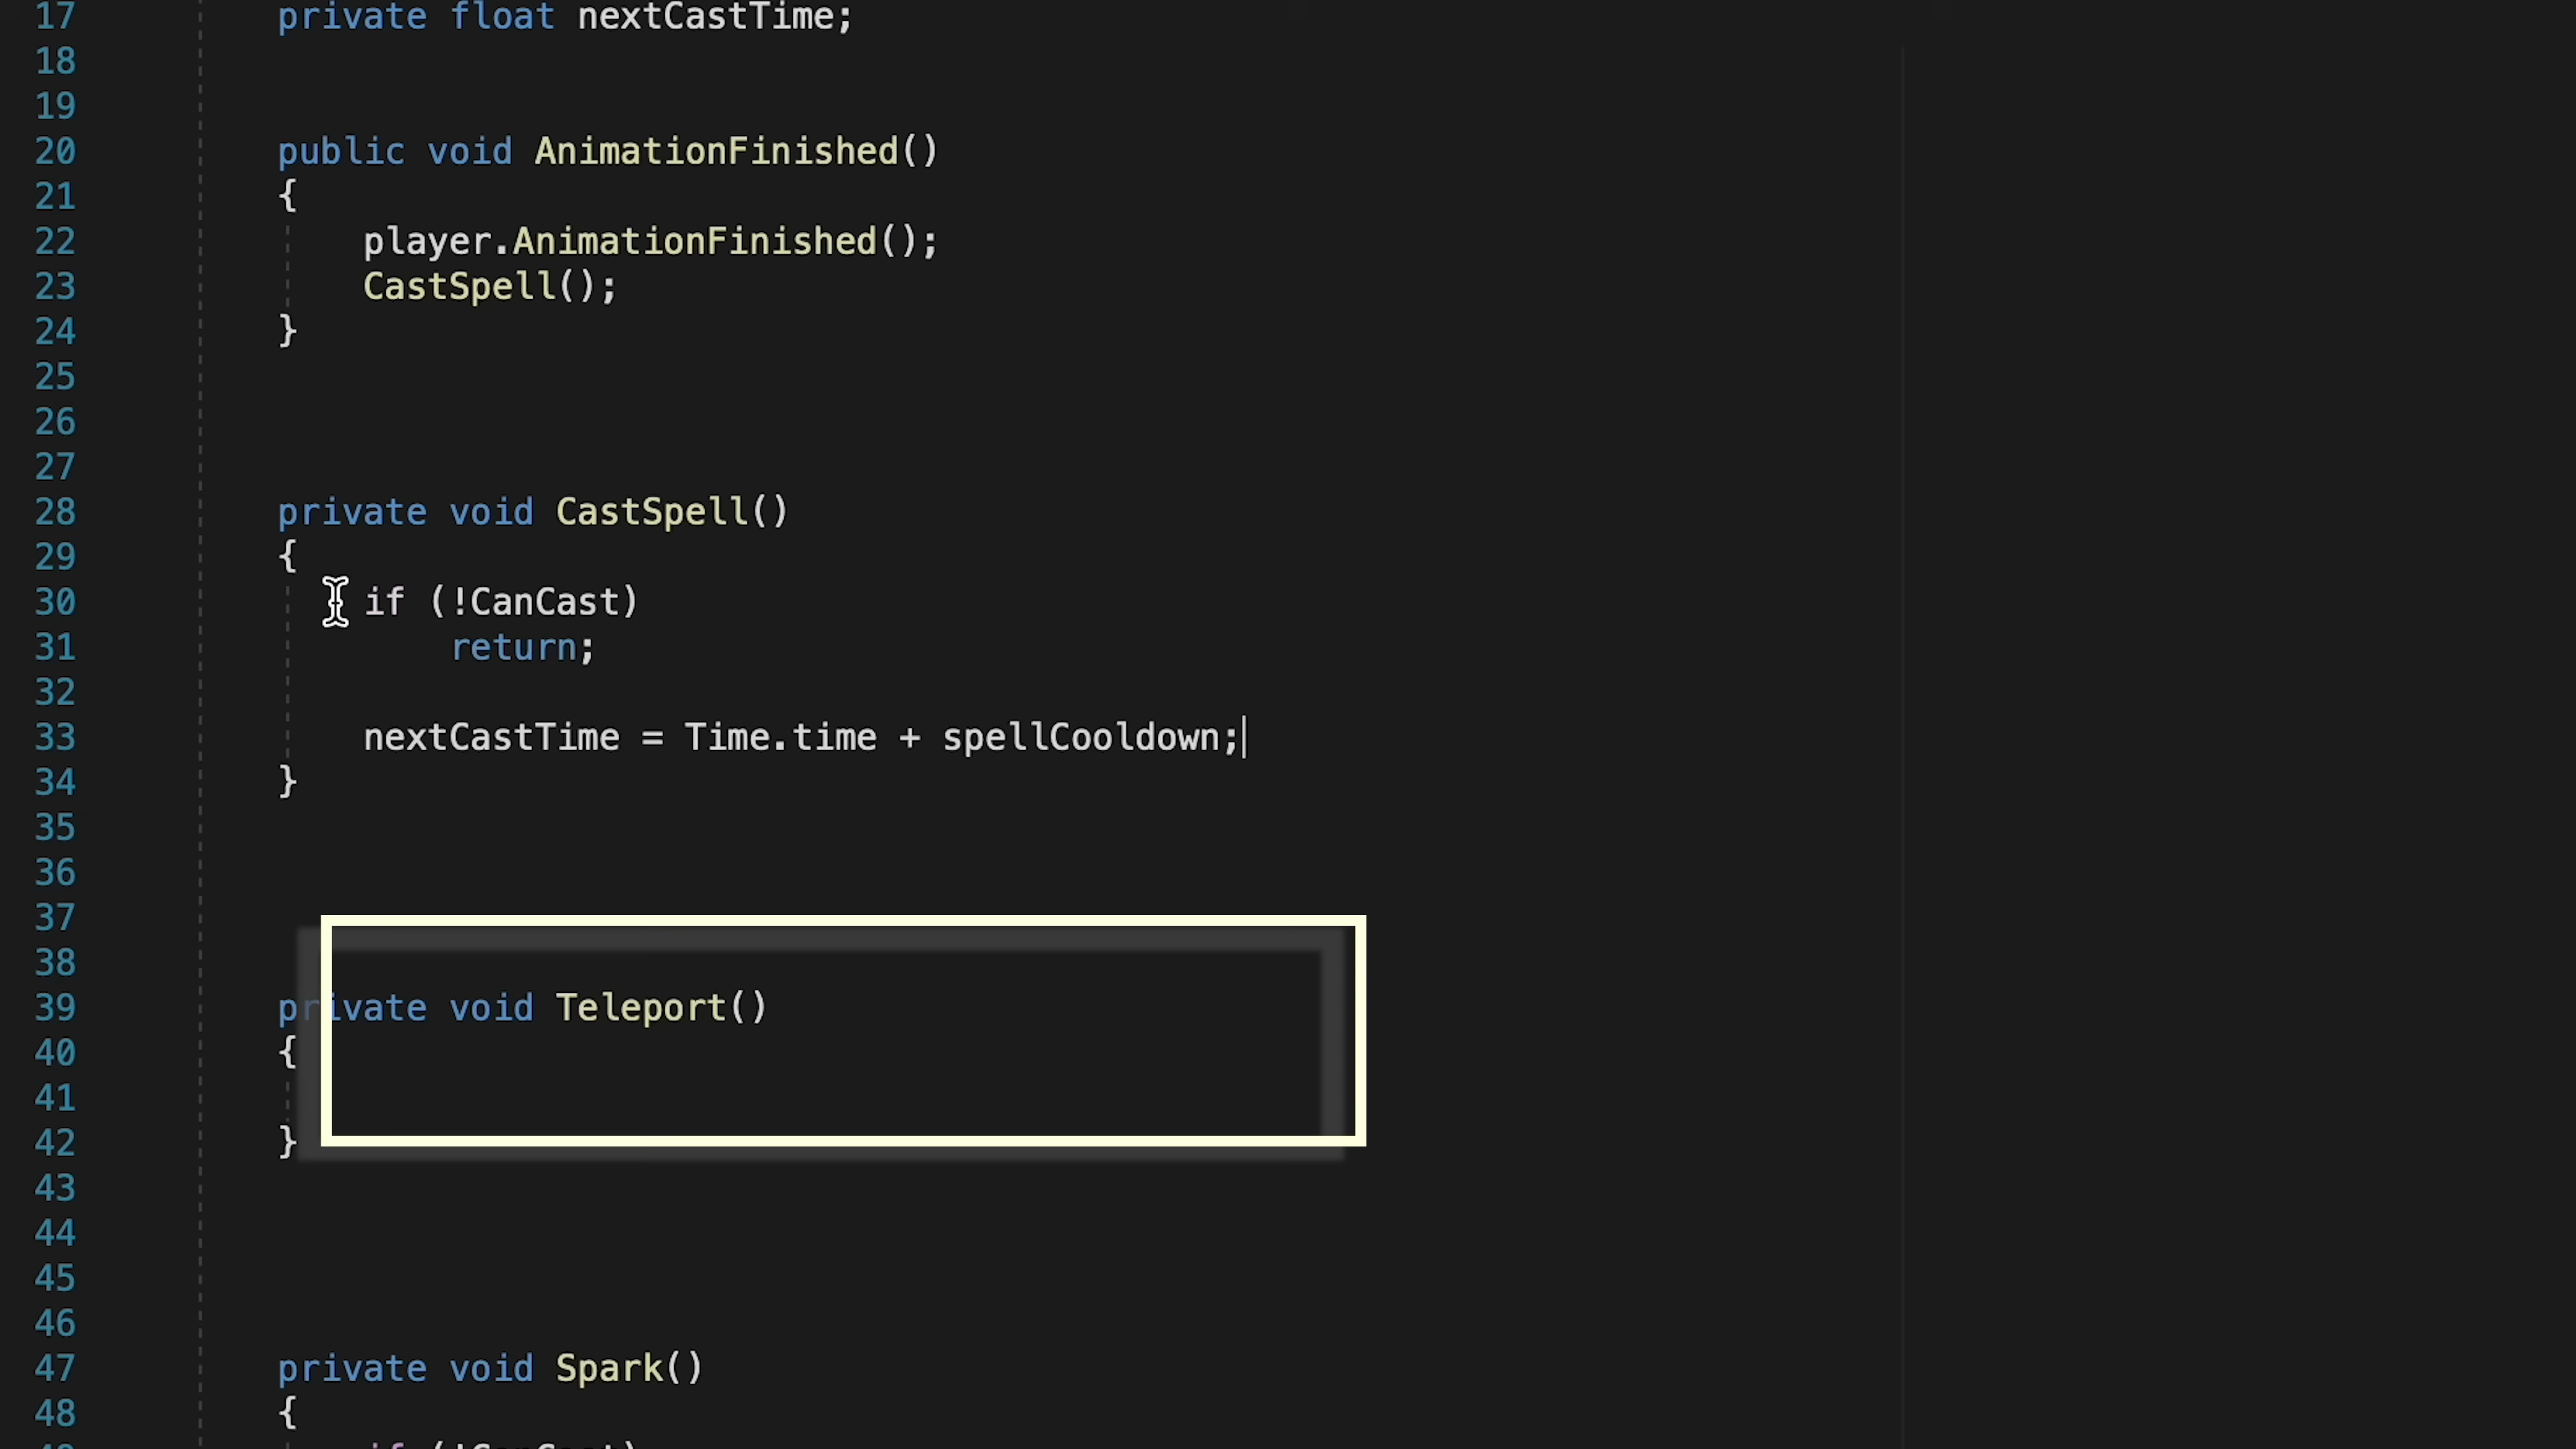 17 private float nextCastTime;
18
19
20 public void AnimationFinished()
21 {
22 player.AnimationFinished();
23 CastSpell();
24 }
25
26
27
28 private void CastSpell()
29 {
30 if (!CanCast)
31 return;
32
33 nextCastTime = Time.time + spellCooldown;
34 }
35
36
37
38
39 private void Teleport()
40 {
41
42 }
43
44
45
46
47 private void Spark()
48 {